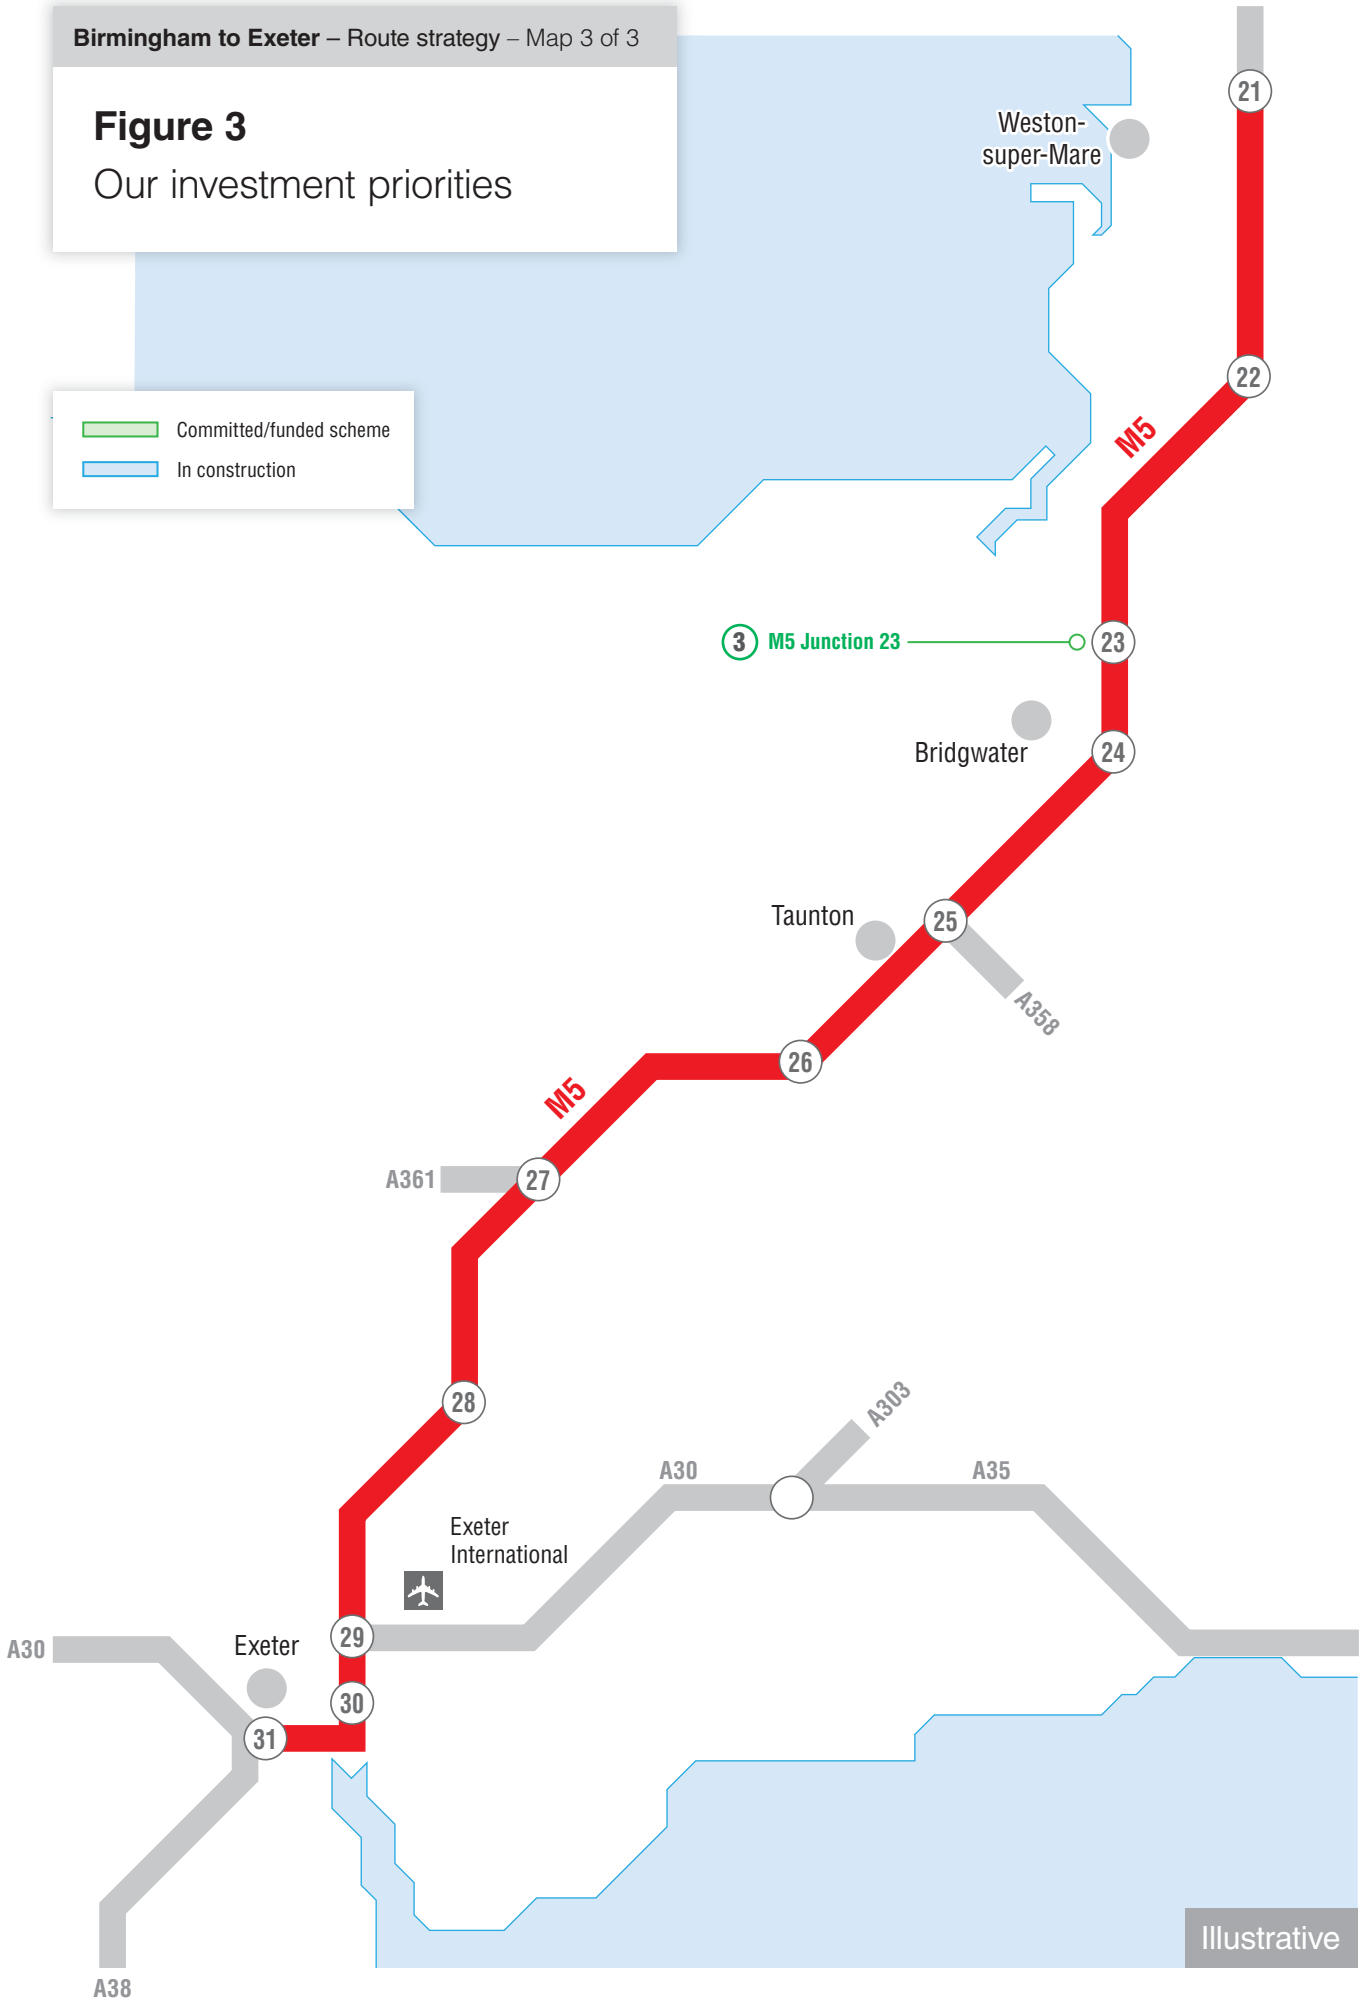 Birmingham to Exeter – Route strategy – Map 3 of 3
Figure 3
Our investment priorities
21
Weston-
super-Mare
22
Committed/funded scheme
In construction
M5
3 M5 Junction 23
23
Bridgwater
24
Taunton
25
A358
26
M5
A361
27
28
A303
A30
A35
Exeter
International
29
A30
Exeter
30
31
Illustrative
A38